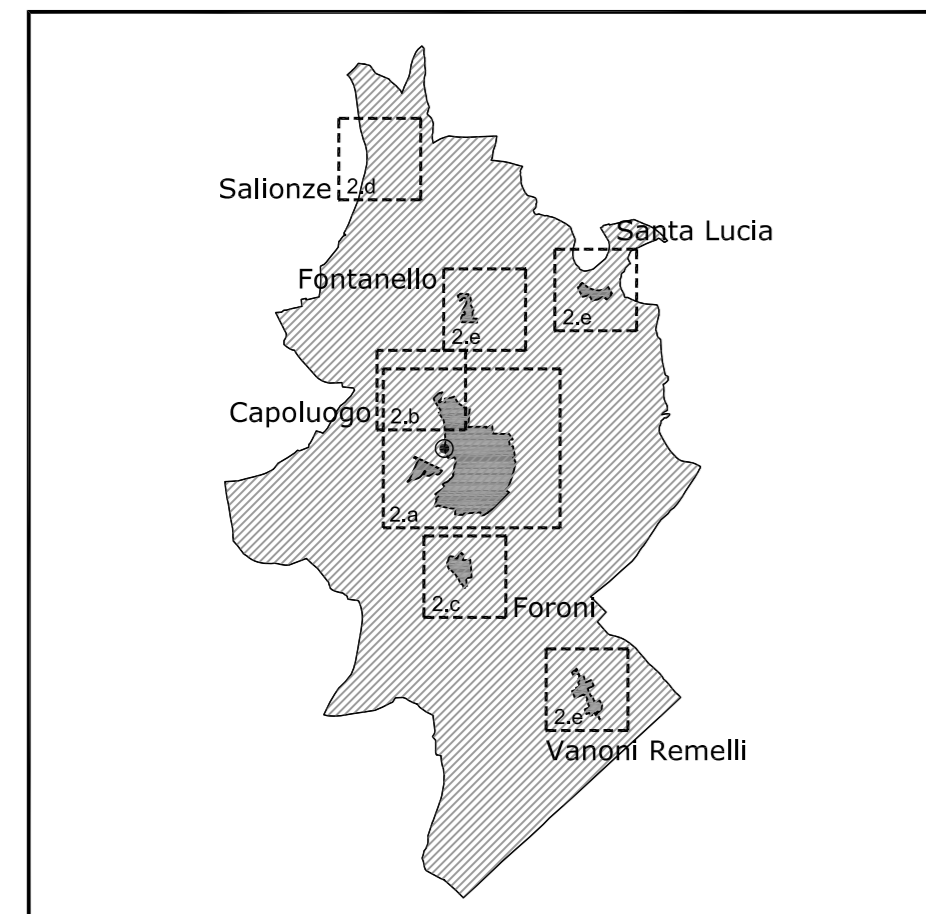 Salionze
2.d
Santa Lucia
Fontanello
2.e
2.e
Capoluogo
2.b
2.a
2.c
Foroni
2.e
Vanoni Remelli